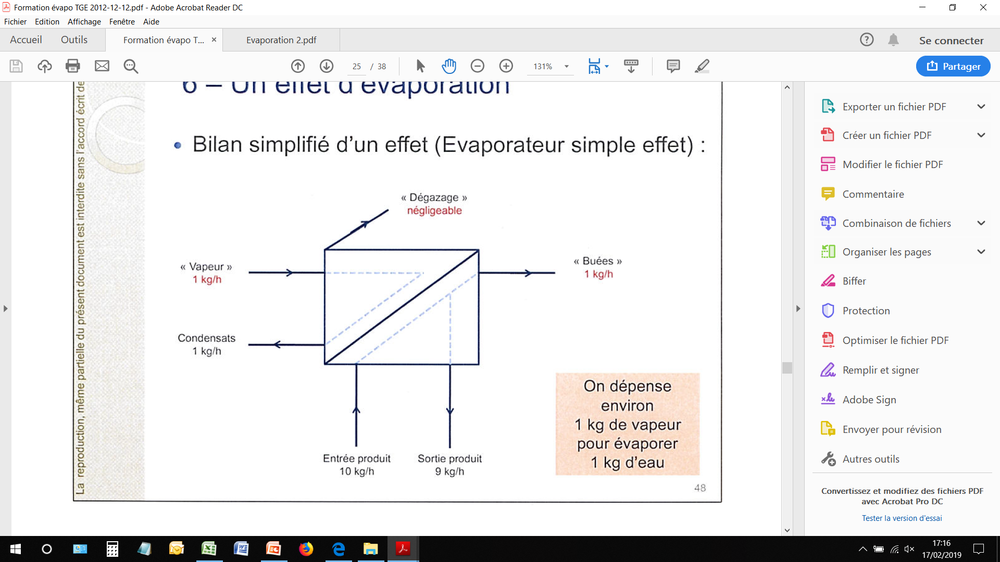 Formation évapo TGE 2012-12-12.pdf - Adobe Acrobat Reader DC
Fichier Edition Affichage Fenêtre Aide
Accueil Outils Formation évapo T... × Evaporation 2.pdf Se connecter
25 / 38 131% Partager
6 – Un effet d'évaporation
La reproduction, même partielle du présent document est interdite sans l'accord écrit de
• Bilan simplifié d'un effet (Evaporateur simple effet) :
« Dégazage »
négligeable
« Vapeur »
1 kg/h
« Buées »
1 kg/h
Condensats
1 kg/h
Entrée produit
10 kg/h
Sortie produit
9 kg/h
On dépense
environ
1 kg de vapeur
pour évaporer
1 kg d'eau
48
Exporter un fichier PDF
Créer un fichier PDF
Modifier le fichier PDF
Commentaire
Combinaison de fichiers
Organiser les pages
Biffer
Protection
Optimiser le fichier PDF
Remplir et signer
Adobe Sign
Envoyer pour révision
Autres outils
Convertissez et modifiez des fichiers PDF
avec Acrobat Pro DC
Tester la version d'essai
17:16
17/02/2019